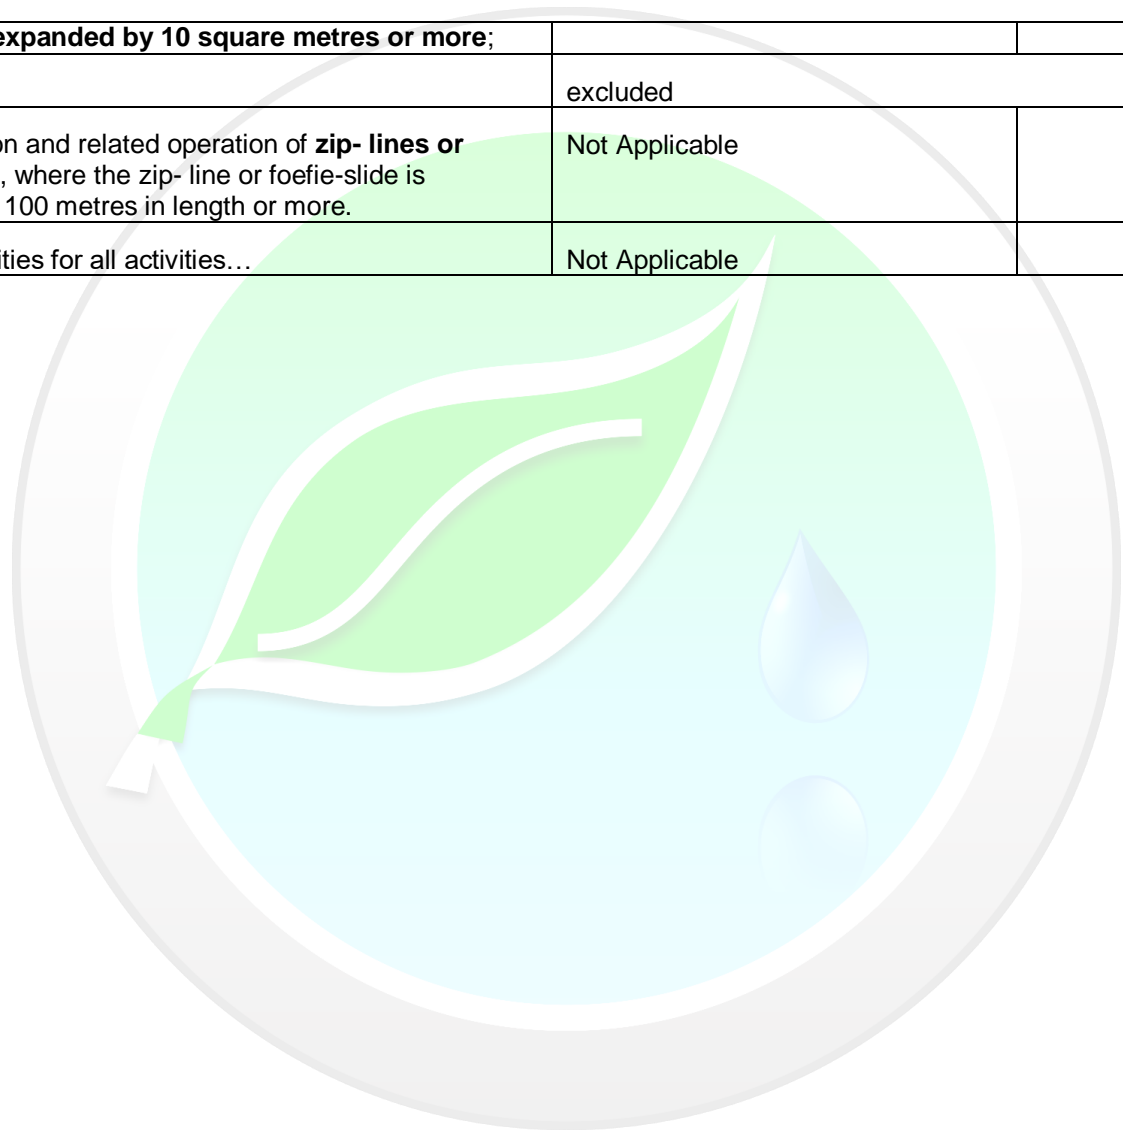 expanded by 10 square metres or more;
excluded
on and related operation of zip- lines or
, where the zip- line or foefie-slide is
100 metres in length or more.
Not Applicable
ities for all activities…
Not Applicable